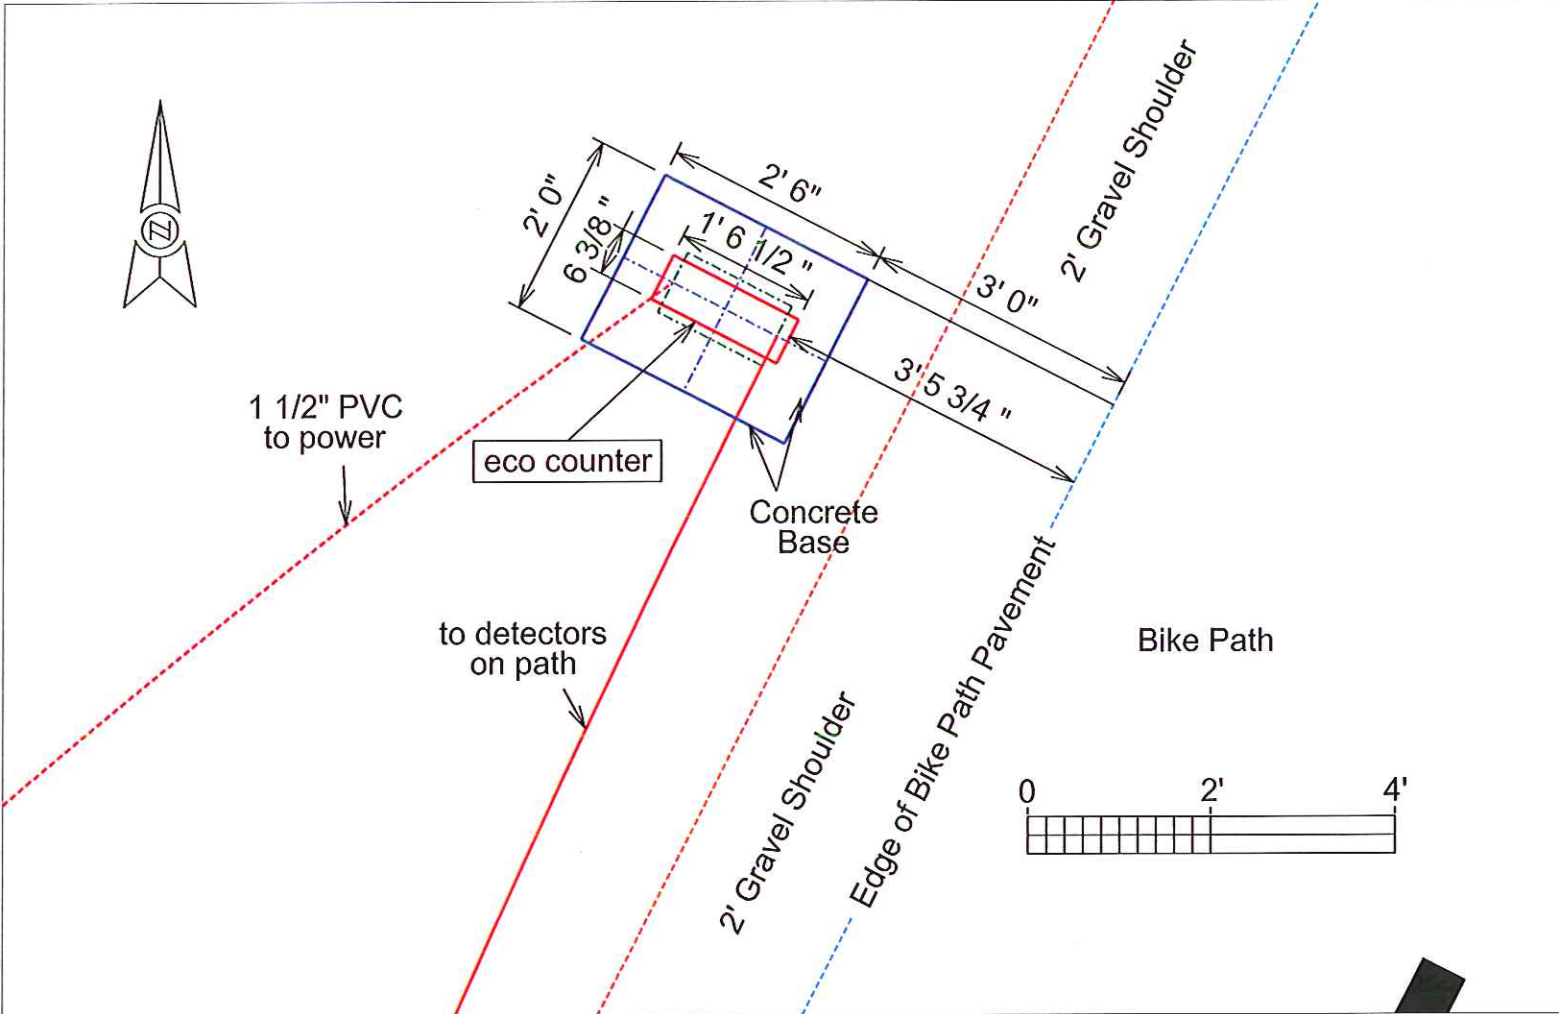 2' Gravel Shoulder
2' 6"
2' 0"
6 3/8 "
1' 6 1/2 "
3' 0"
3' 5 3/4 "
N
1 1/2" PVC
to power
eco counter
Concrete
Base
to detectors
on path
Edge of Bike Path Pavement
Bike Path
2' Gravel Shoulder
0 2' 4'